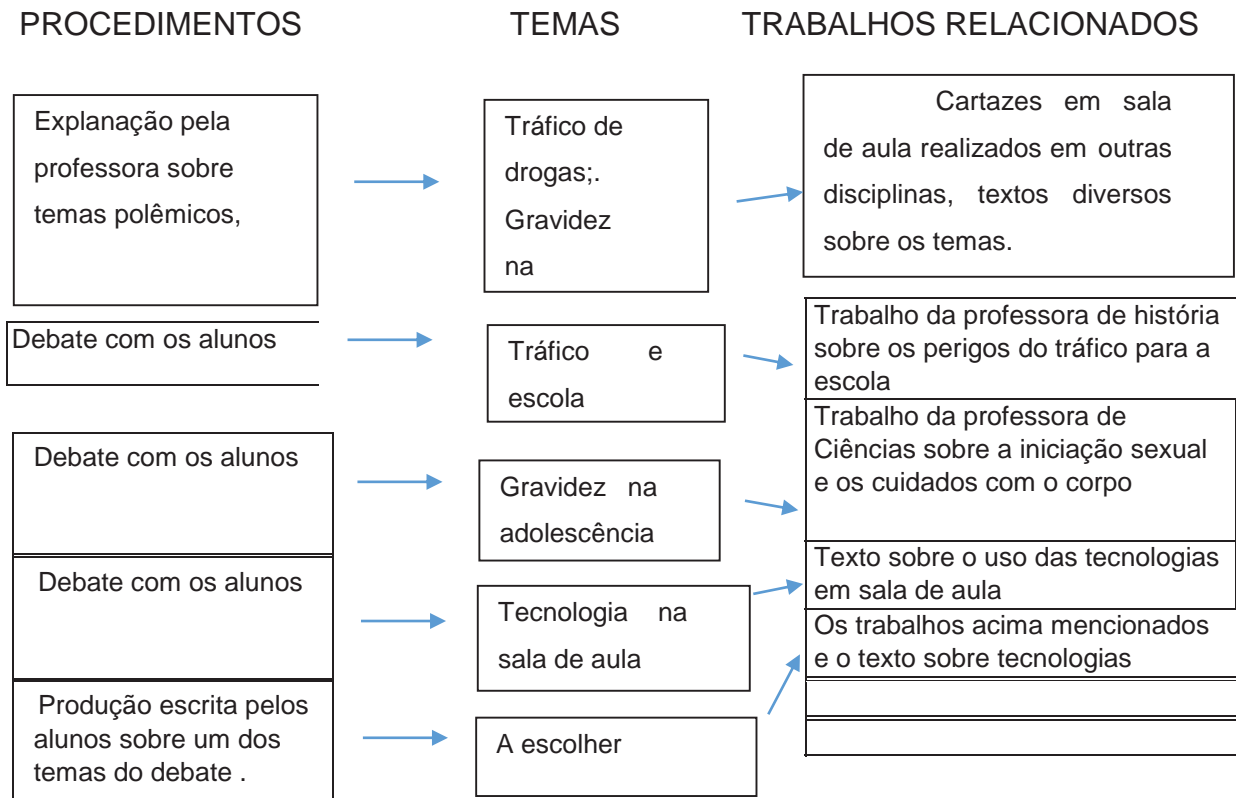 PROCEDIMENTOS TEMAS TRABALHOS RELACIONADOS
Explanação pela
professora sobre
temas polêmicos,
Tráfico de
drogas;.
Gravidez
na
Cartazes em sala
de aula realizados em outras
disciplinas, textos diversos
sobre os temas.
Debate com os alunos
Tráfico e
escola
Trabalho da professora de história
sobre os perigos do tráfico para a
escola
Debate com os alunos
Gravidez na
adolescência
Trabalho da professora de
Ciências sobre a iniciação sexual
e os cuidados com o corpo
Debate com os alunos
Tecnologia na
sala de aula
Texto sobre o uso das tecnologias
em sala de aula
Produção escrita pelos
alunos sobre um dos
temas do debate .
A escolher
Os trabalhos acima mencionados
e o texto sobre tecnologias